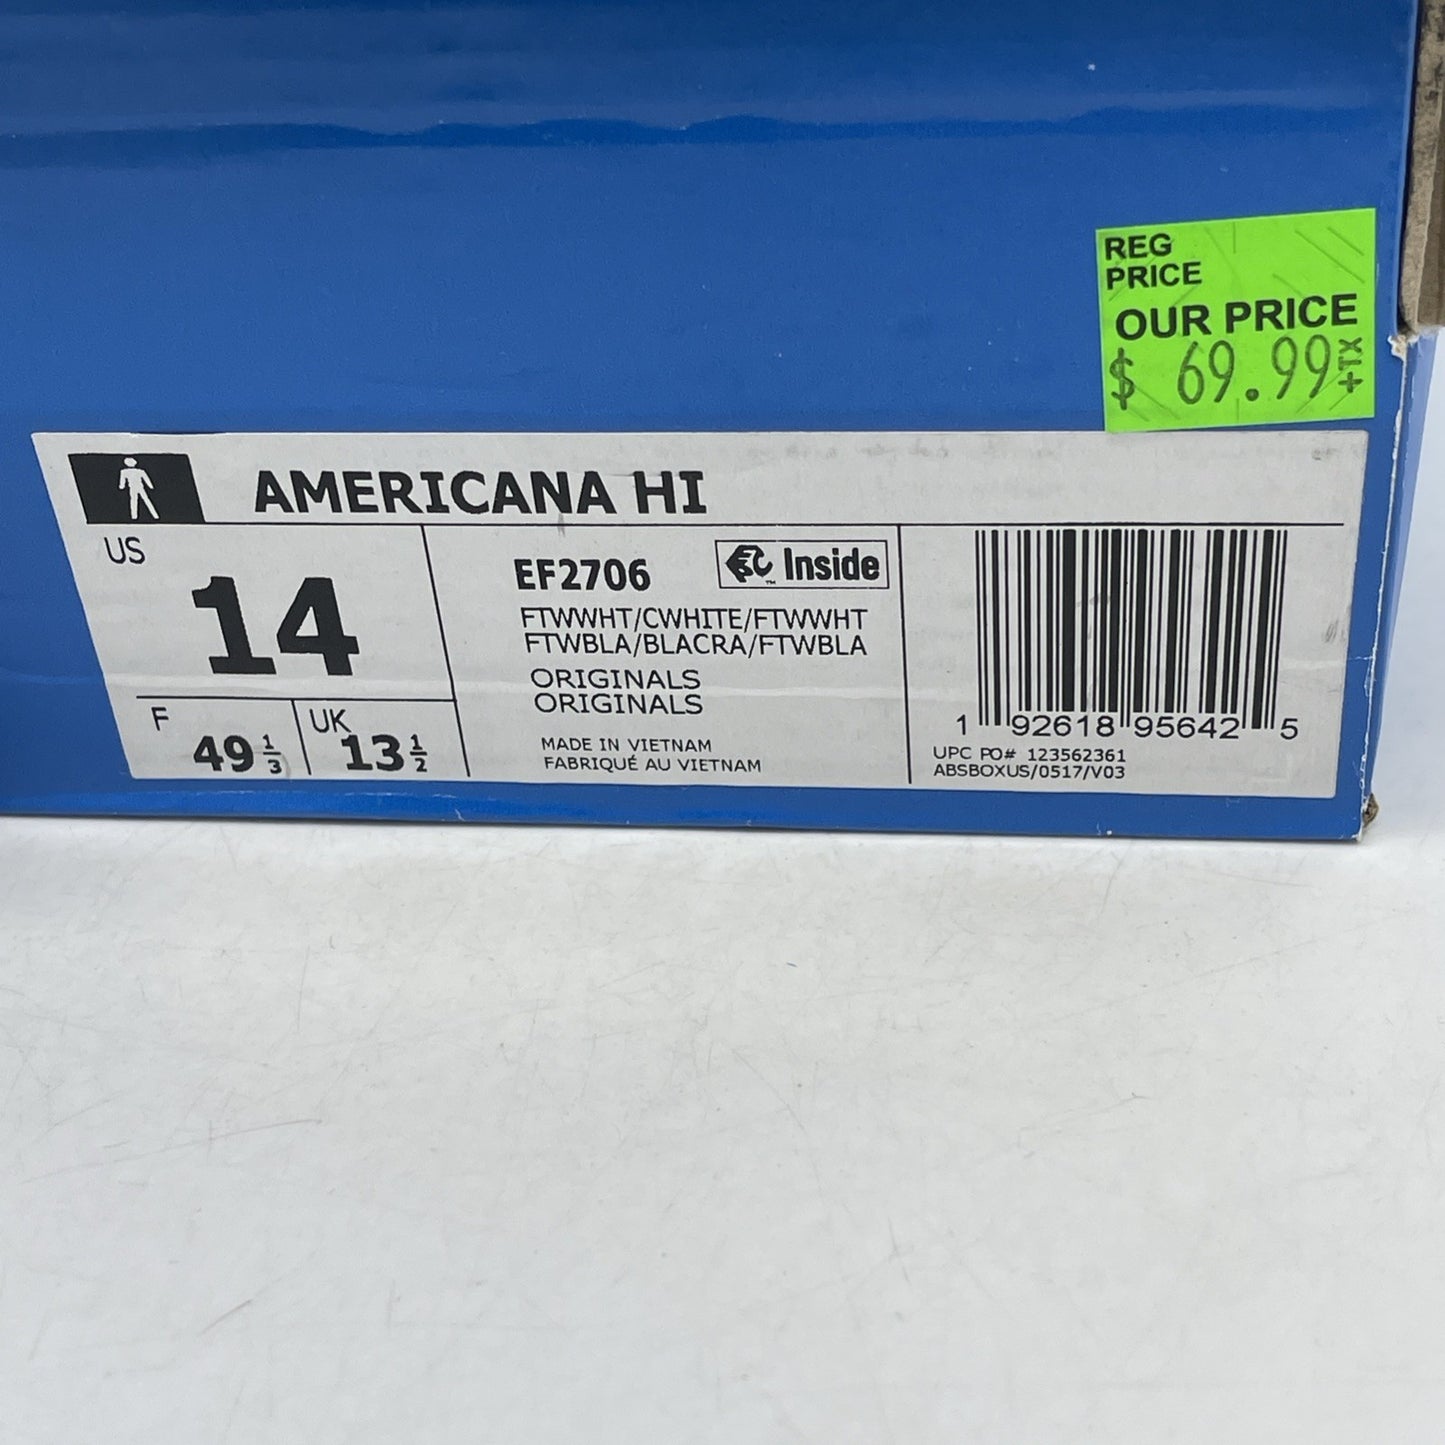 REG
PRICE
OUR PRICE
$ 69.99 +TX
AMERICANA HI
US
14
F
49 1/3
UK
13 1/2
EF2706
Inside
FTWWHT/CWHITE/FTWWHT
FTWBLA/BLACRA/FTWBLA
ORIGINALS
ORIGINALS
MADE IN VIETNAM
FABRIQUÉ AU VIETNAM
1 92618 95642 5
UPC PO# 123562361
ABSBOXUS/0517/V03